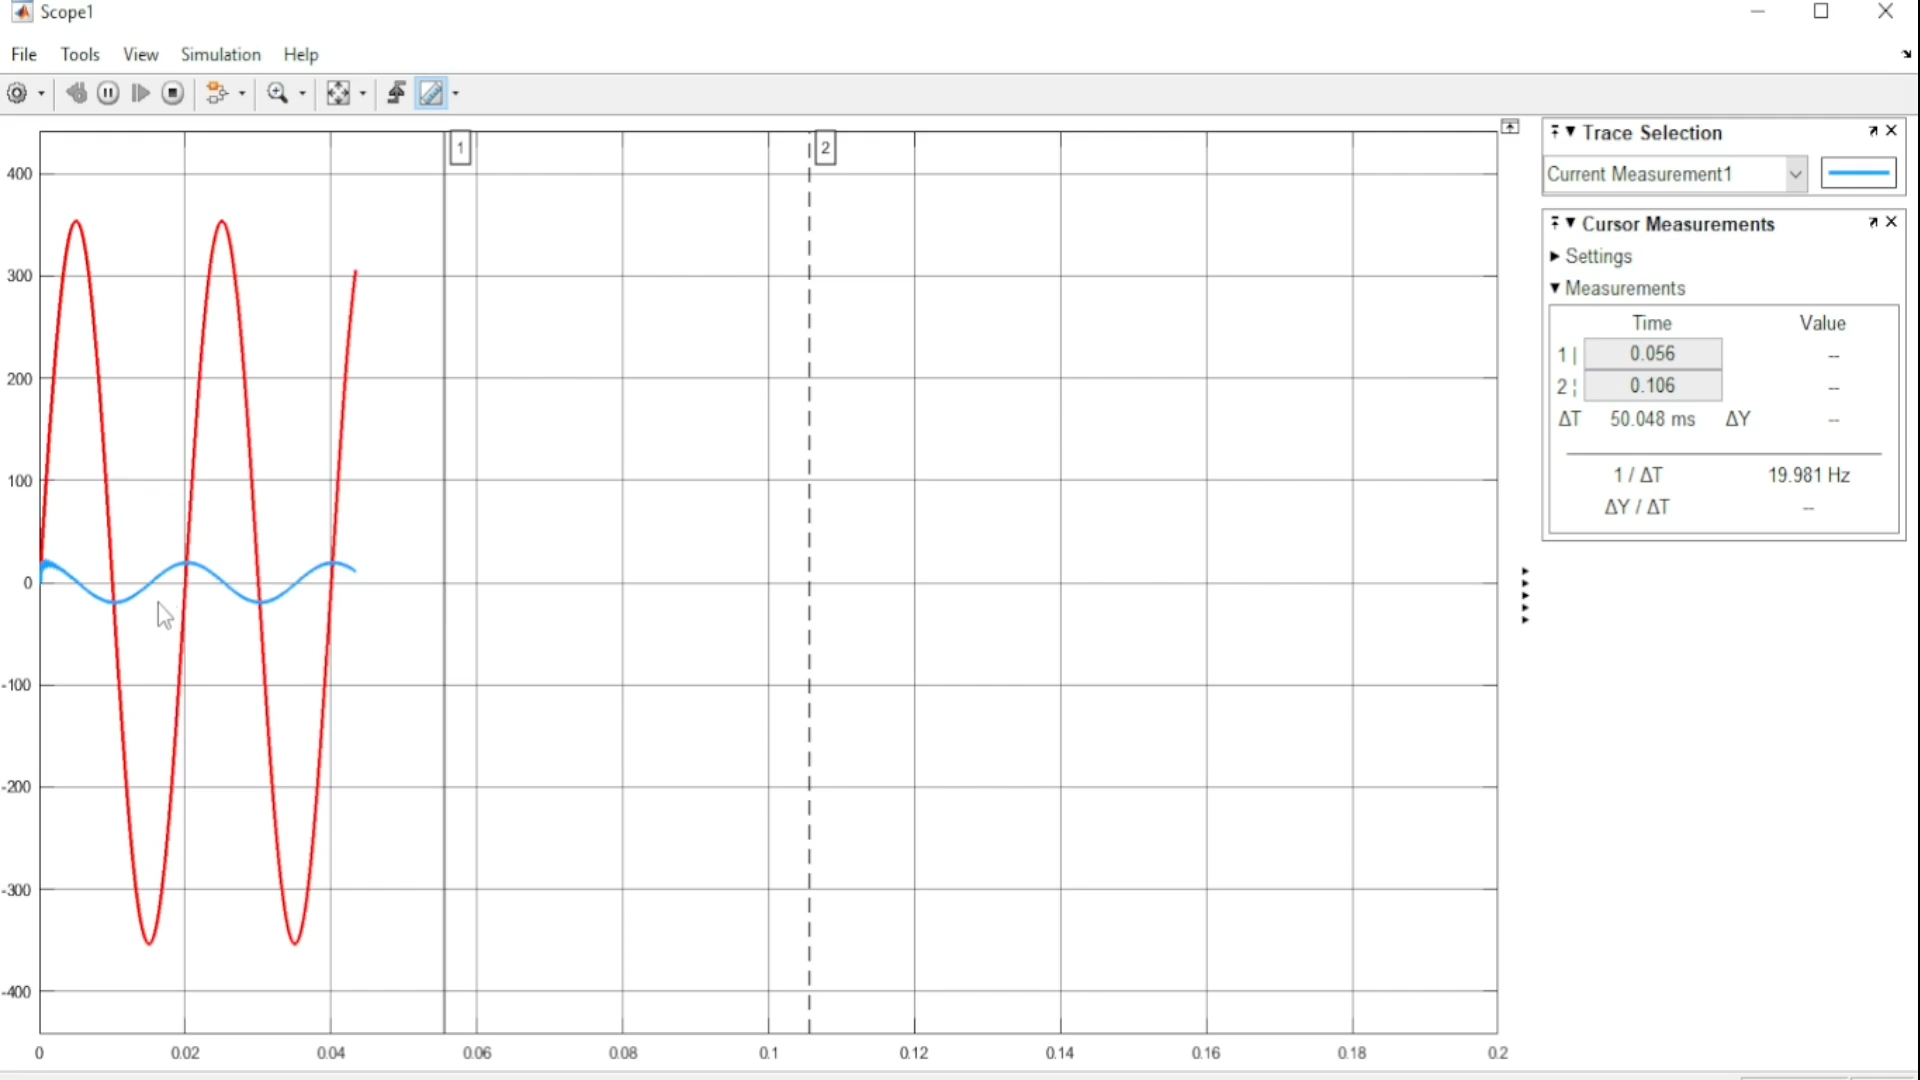 Scope1
File Tools View Simulation Help
1
2
400
300
200
100
0
-100
-200
-300
-400
0 0.02 0.04 0.06 0.08 0.1 0.12 0.14 0.16 0.18 0.2
Trace Selection
Current Measurement1
Cursor Measurements
Settings
Measurements
Time Value
1 | 0.056 --
2 ¦ 0.106 --
ΔT 50.048 ms ΔY --
1 / ΔT 19.981 Hz
ΔY / ΔT --